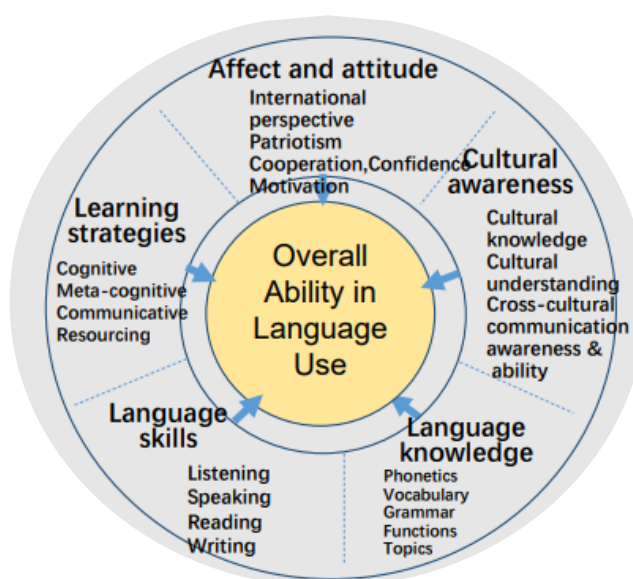 Affect and attitude
International
perspective
Patriotism
Cooperation,Confidence
Motivation
Cultural
awareness
Cultural
knowledge
Cultural
understanding
Cross-cultural
communication
awareness &
ability
Learning
strategies
Cognitive
Meta-cognitive
Communicative
Resourcing
Overall
Ability in
Language
Use
Language
skills
Listening
Speaking
Reading
Writing
Language
knowledge
Phonetics
Vocabulary
Grammar
Functions
Topics